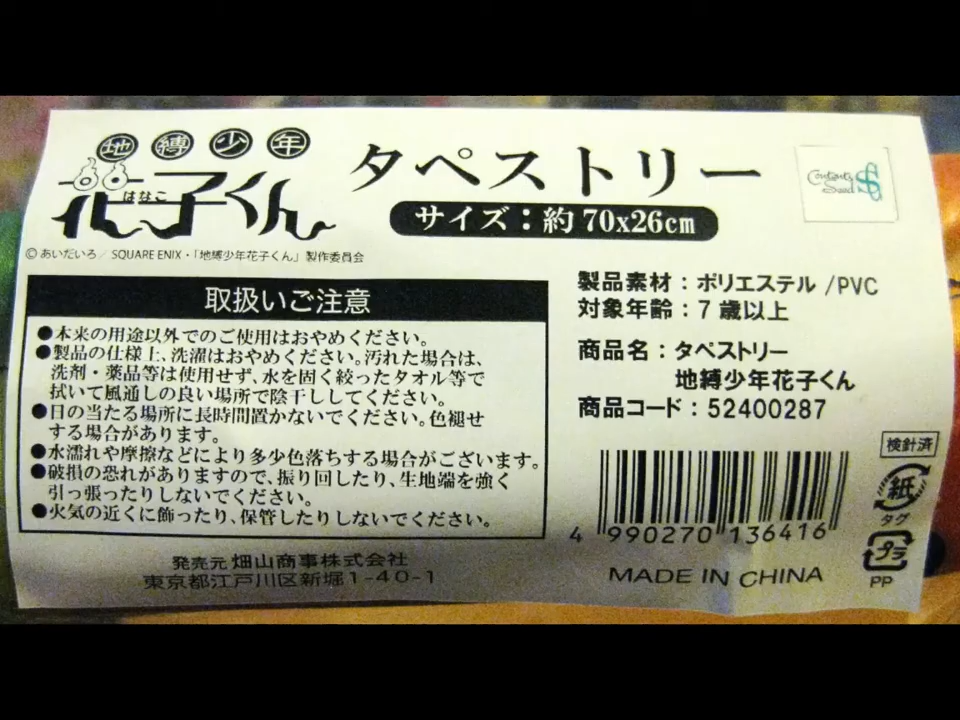 地縛少年
花子くん
はなこ
タペストリー
サイズ：約70x26cm
Contents Seed
©あいだいろ／SQUARE ENIX・「地縛少年花子くん」製作委員会
取扱いご注意
●本来の用途以外でのご使用はおやめください。
●製品の仕様上、洗濯はおやめください。汚れた場合は、
洗剤・薬品等は使用せず、水を固く絞ったタオル等で
拭いて風通しの良い場所で陰干ししてください。
●日の当たる場所に長時間置かないでください。色褪せ
する場合があります。
●水濡れや摩擦などにより多少色落ちする場合がございます。
●破損の恐れがありますので、振り回したり、生地端を強く
引っ張ったりしないでください。
●火気の近くに飾ったり、保管したりしないでください。
発売元 畑山商事株式会社
東京都江戸川区新堀1-40-1
製品素材：ポリエステル /PVC
対象年齢：7歳以上
商品名：タペストリー
地縛少年花子くん
商品コード：52400287
4 990270 136416
MADE IN CHINA
検針済
紙
タグ
プラ
PP